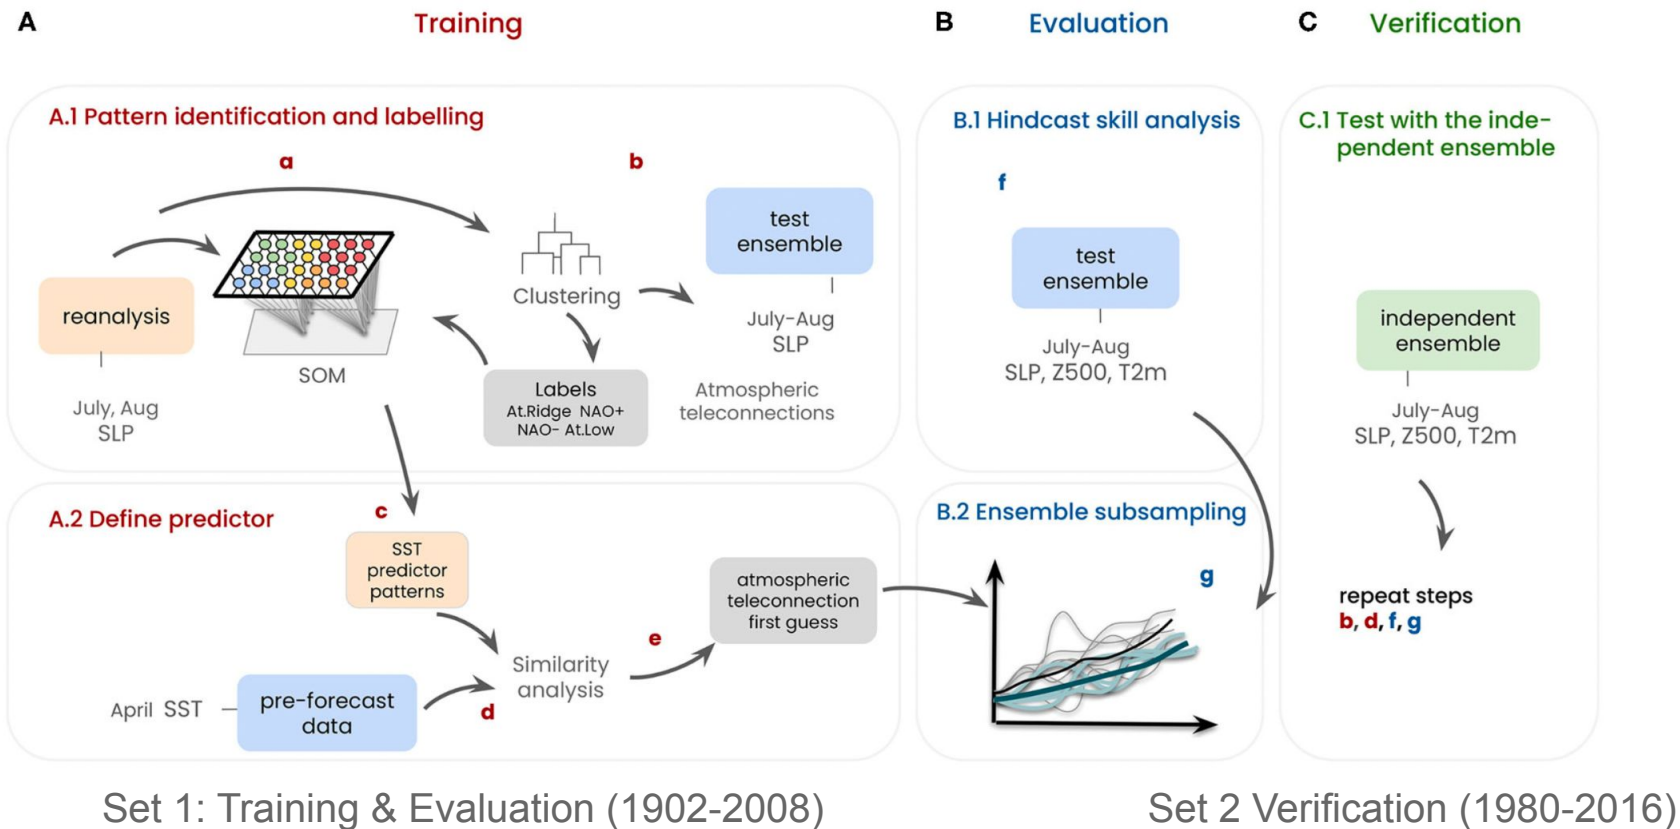 A
Training
B
Evaluation
C
Verification
A.1 Pattern identification and labelling
a
b
reanalysis
July, Aug
SLP
SOM
Clustering
Labels
At.Ridge NAO+
NAO- At.Low
test
ensemble
July-Aug
SLP
Atmospheric
teleconnections
A.2 Define predictor
c
SST
predictor
patterns
April SST
pre-forecast
data
d
Similarity
analysis
e
atmospheric
teleconnection
first guess
B.1 Hindcast skill analysis
f
test
ensemble
July-Aug
SLP, Z500, T2m
B.2 Ensemble subsampling
g
C.1 Test with the inde-
pendent ensemble
independent
ensemble
July-Aug
SLP, Z500, T2m
repeat steps
b, d, f, g
Set 1: Training & Evaluation (1902-2008)
Set 2 Verification (1980-2016)